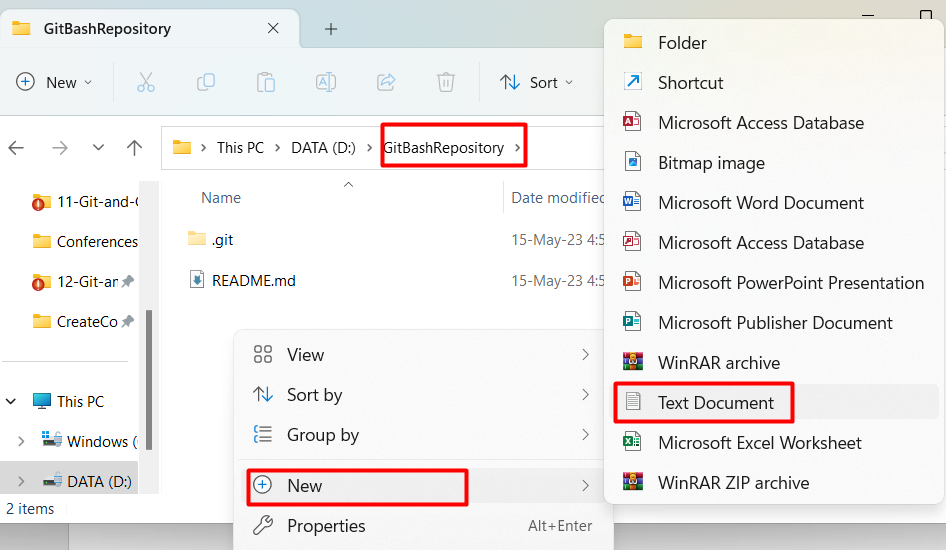 GitBashRepository
New
Sort
This PC
DATA (D:)
GitBashRepository
Name
Date modified
.git
15-May-23 4:5
README.md
15-May-23 4:5
11-Git-and-G
Conferences
12-Git-an
CreateCo
This PC
Windows (
DATA (D:)
2 items
View
Sort by
Group by
New
Properties
Alt+Enter
Folder
Shortcut
Microsoft Access Database
Bitmap image
Microsoft Word Document
Microsoft Access Database
Microsoft PowerPoint Presentation
Microsoft Publisher Document
WinRAR archive
Text Document
Microsoft Excel Worksheet
WinRAR ZIP archive